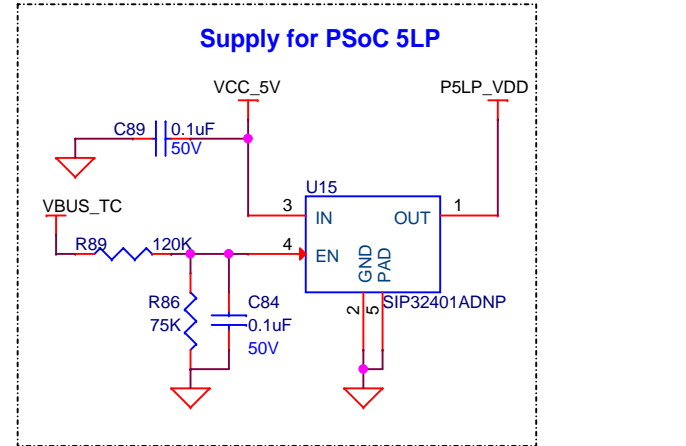 Supply for PSoC 5LP
VCC_5V
P5LP_VDD
C89
0.1uF
50V
U15
VBUS_TC
3
IN
OUT
1
R89
120K
4
EN
GND
PAD
R86
75K
C84
0.1uF
50V
2
5
SIP32401ADNP